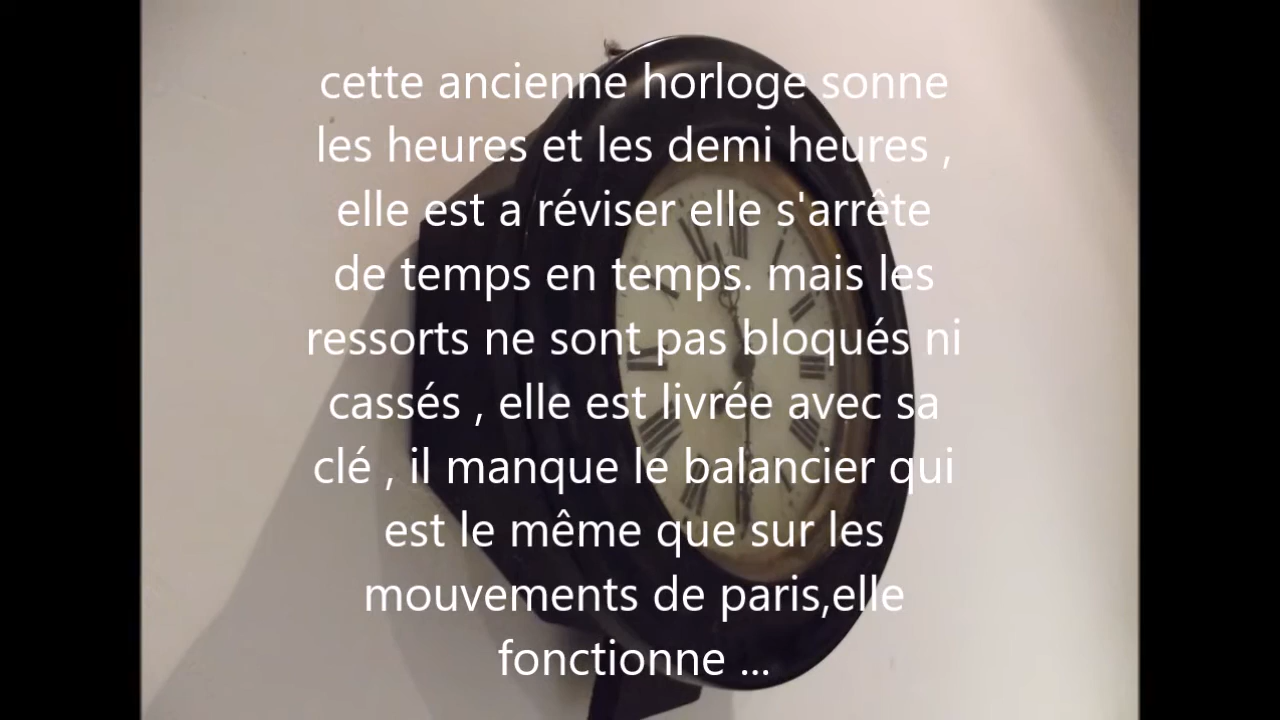 cette ancienne horloge sonne
les heures et les demi heures ,
elle est a réviser elle s'arrête
de temps en temps. mais les
ressorts ne sont pas bloqués ni
cassés , elle est livrée avec sa
clé , il manque le balancier qui
est le même que sur les
mouvements de paris,elle
fonctionne ...